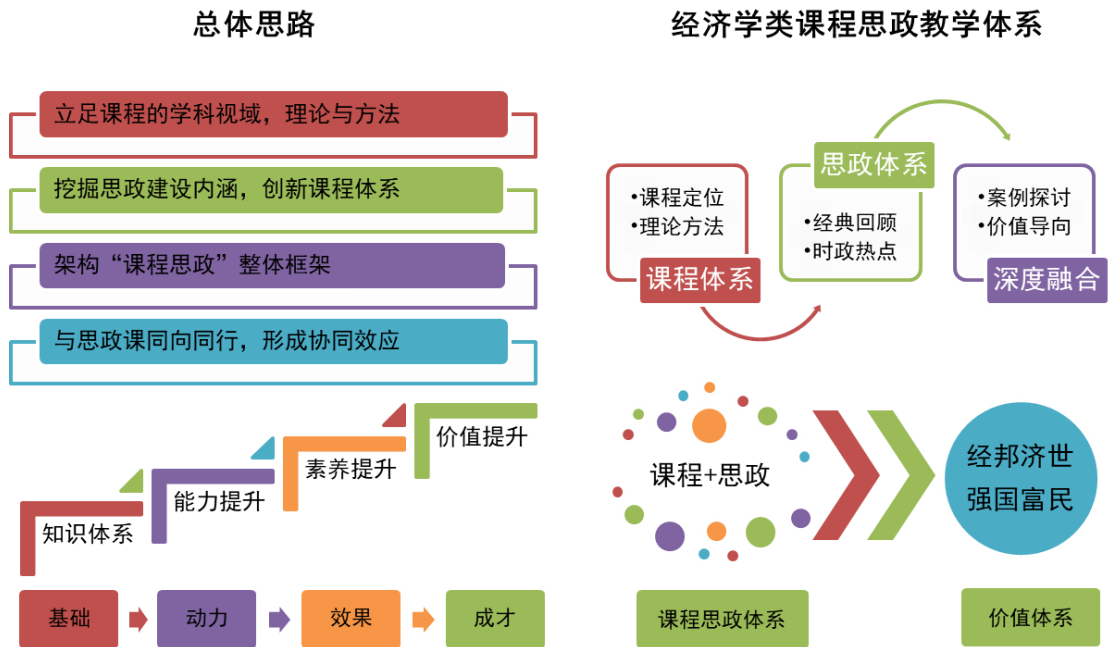 总体思路
立足课程的学科视域，理论与方法
挖掘思政建设内涵，创新课程体系
架构“课程思政”整体框架
与思政课同向同行，形成协同效应
知识体系
能力提升
素养提升
价值提升
基础
动力
效果
成才
经济学类课程思政教学体系
•课程定位
•理论方法
课程体系
思政体系
•经典回顾
•时政热点
•案例探讨
•价值导向
深度融合
课程+思政
经邦济世
强国富民
课程思政体系
价值体系